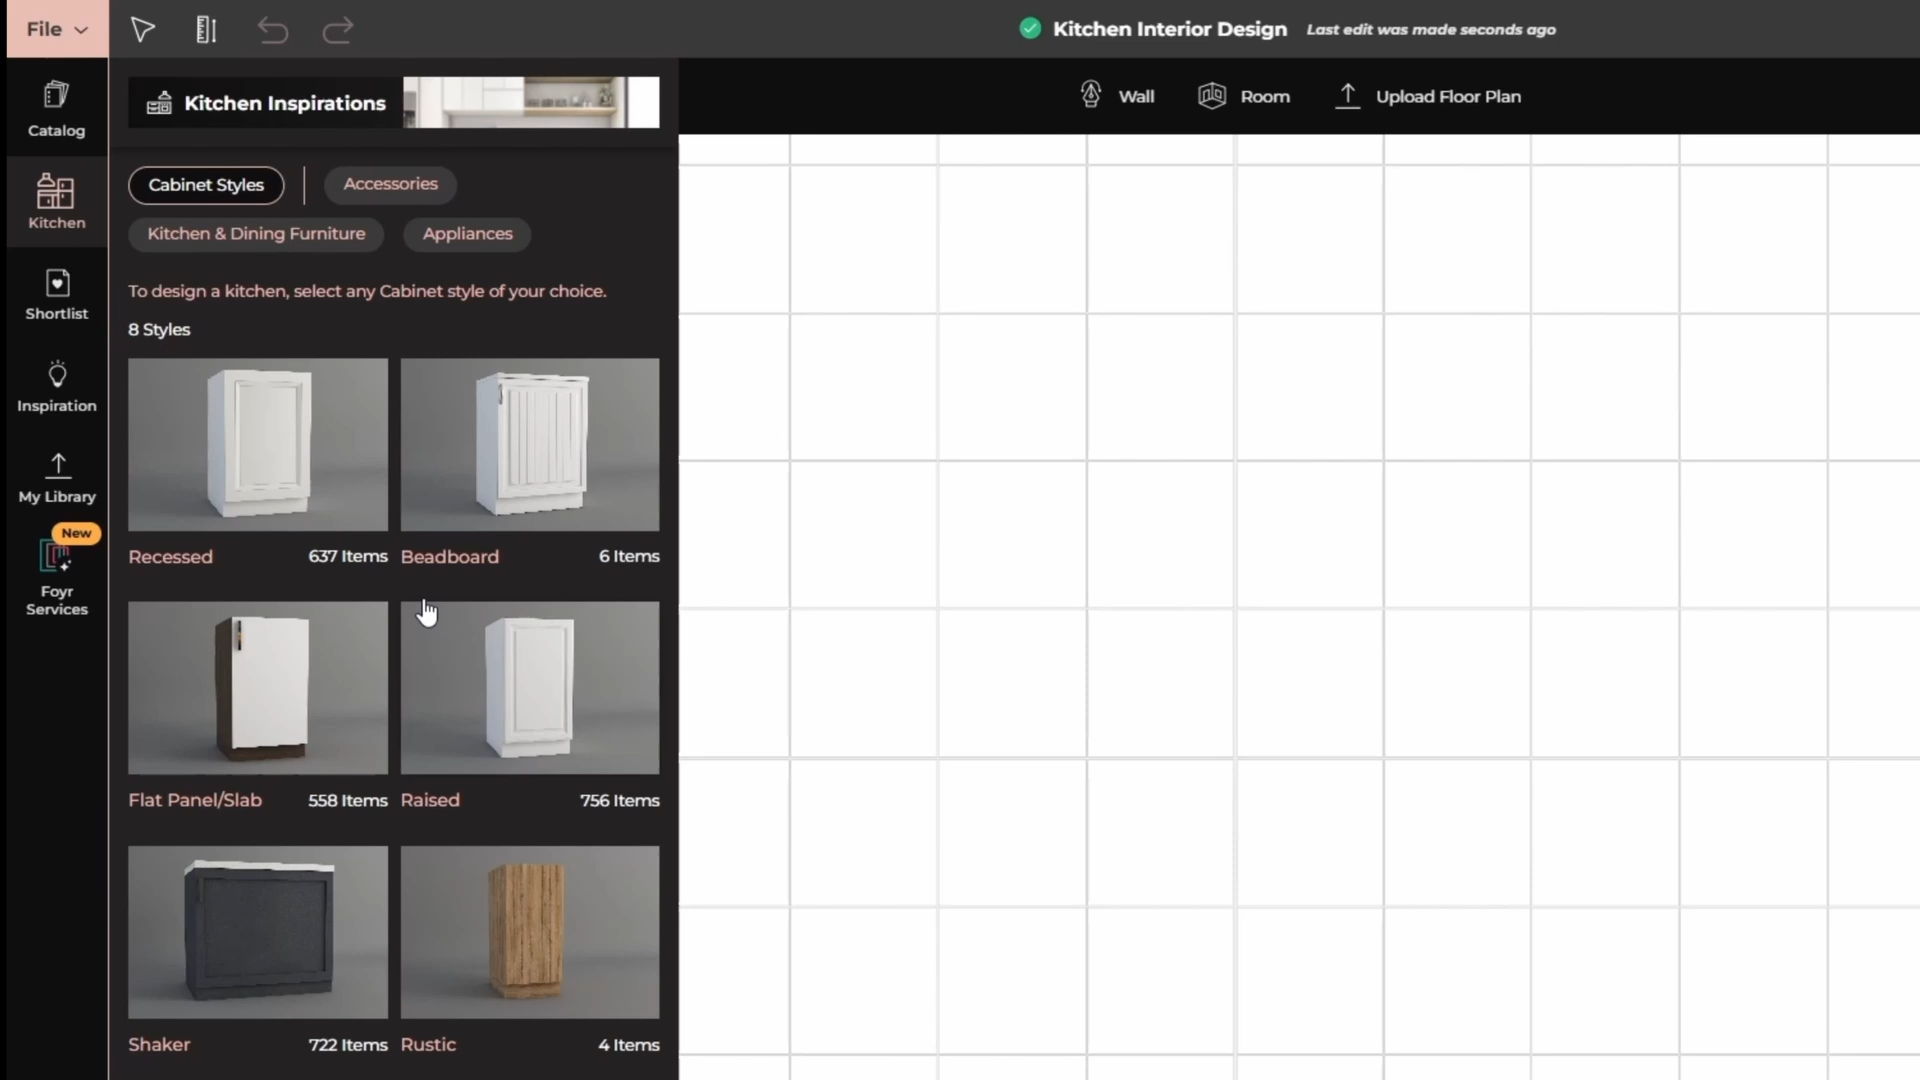 File
Kitchen Interior Design
Last edit was made seconds ago
Catalog
Kitchen
Shortlist
Inspiration
My Library
New
Foyr
Services
Kitchen Inspirations
Cabinet Styles
Accessories
Kitchen & Dining Furniture
Appliances
To design a kitchen, select any Cabinet style of your choice.
8 Styles
Recessed 637 Items
Beadboard 6 Items
Flat Panel/Slab 558 Items
Raised 756 Items
Shaker 722 Items
Rustic 4 Items
Wall
Room
Upload Floor Plan